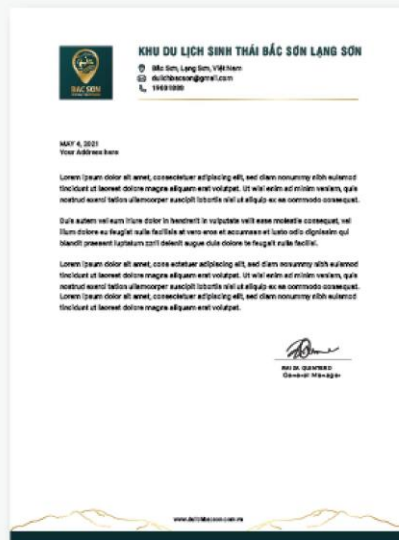 KHU DU LỊCH SINH THÁI BẮC SƠN LẠNG SƠN
BẮC SƠN
Bắc Sơn, Lạng Sơn, Việt Nam
dulichbacson@gmail.com
MAY 4, 2021
Your Address here
Lorem ipsum dolor sit amet, consectetuer adipiscing elit, sed diam nonummy nibh euismod
tincidunt ut laoreet dolore magna aliquam erat volutpat. Ut wisi enim ad minim veniam, quis
nostrud exerci tation ullamcorper suscipit lobortis nisl ut aliquip ex ea commodo consequat.
Duis autem vel eum iriure dolor in hendrerit in vulputate velit esse molestie consequat, vel
illum dolore eu feugiat nulla facilisis at vero eros et accumsan et iusto odio dignissim qui
blandit praesent luptatum zzril delenit augue duis dolore te feugait nulla facilisi.
Lorem ipsum dolor sit amet, cons ectetuer adipiscing elit, sed diam nonummy nibh euismod
tincidunt ut laoreet dolore magna aliquam erat volutpat. Ut wisi enim ad minim veniam, quis
nostrud exerci tation ullamcorper suscipit lobortis nisl ut aliquip ex ea commodo consequat.
Lorem ipsum dolor sit amet, consectetuer adipiscing elit, sed diam nonummy nibh euismod
tincidunt ut laoreet dolore magna aliquam erat volutpat.
QUINTERO
General Manager
www.dulichbacson.com.vn